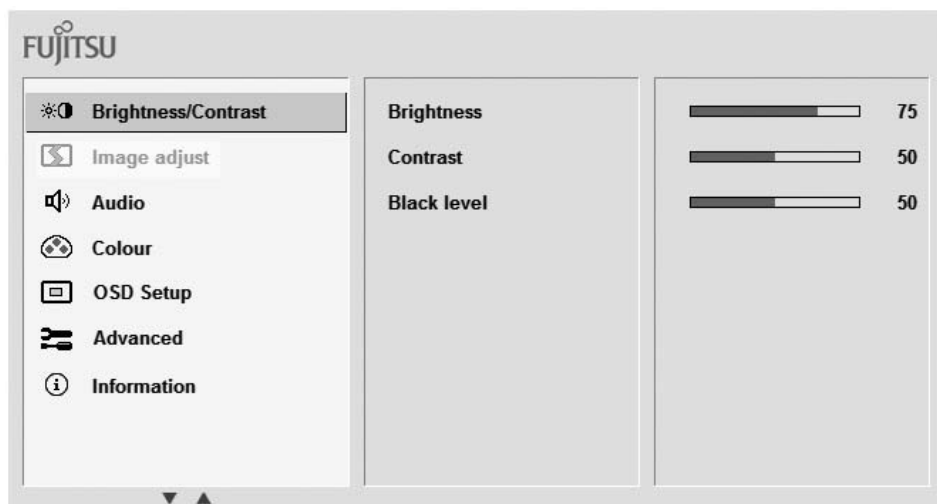 FUJITSU
Brightness/Contrast
Image adjust
Audio
Colour
OSD Setup
Advanced
Information
Brightness
Contrast
Black level
75
50
50